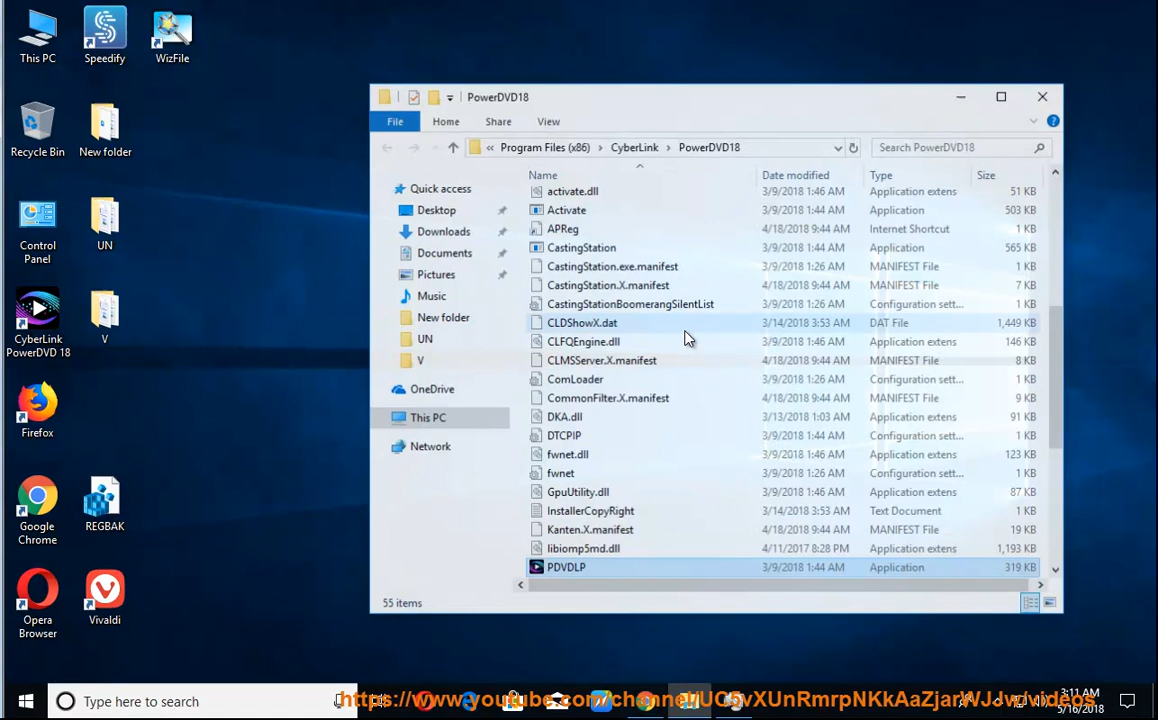 This PC
Speedify
WizFile
Recycle Bin
New folder
Control
Panel
UN
CyberLink
PowerDVD 18
V
Firefox
Google
Chrome
REGBAK
Opera
Browser
Vivaldi
PowerDVD18
File Home Share View
« Program Files (x86) › CyberLink › PowerDVD18
Search PowerDVD18
Quick access
Desktop
Downloads
Documents
Pictures
Music
New folder
UN
V
OneDrive
This PC
Network
Name Date modified Type Size
activate.dll 3/9/2018 1:46 AM Application extens 51 KB
Activate 3/9/2018 1:44 AM Application 503 KB
APReg 4/18/2018 9:44 AM Internet Shortcut 1 KB
CastingStation 3/9/2018 1:44 AM Application 565 KB
CastingStation.exe.manifest 3/9/2018 1:26 AM MANIFEST File 1 KB
CastingStation.X.manifest 4/18/2018 9:44 AM MANIFEST File 7 KB
CastingStationBoomerangSilentList 3/9/2018 1:26 AM Configuration sett... 1 KB
CLDShowX.dat 3/14/2018 3:53 AM DAT File 1,449 KB
CLFQEngine.dll 3/9/2018 1:46 AM Application extens 146 KB
CLMSServer.X.manifest 4/18/2018 9:44 AM MANIFEST File 8 KB
ComLoader 3/9/2018 1:26 AM Configuration sett... 1 KB
CommonFilter.X.manifest 4/18/2018 9:44 AM MANIFEST File 9 KB
DKA.dll 3/13/2018 1:03 AM Application extens 91 KB
DTCPIP 3/9/2018 1:44 AM Configuration sett... 1 KB
fwnet.dll 3/9/2018 1:46 AM Application extens 123 KB
fwnet 3/9/2018 1:26 AM Configuration sett... 1 KB
GpuUtility.dll 3/9/2018 1:46 AM Application extens 87 KB
InstallerCopyRight 3/14/2018 3:53 AM Text Document 1 KB
Kanten.X.manifest 4/18/2018 9:44 AM MANIFEST File 19 KB
libiomp5md.dll 4/11/2017 8:28 PM Application extens 1,193 KB
PDVDLP 3/9/2018 1:44 AM Application 319 KB
55 items
Type here to search
https://www.youtube.com/channel/UC5vXUnRmrpNKkAaZjarWJJw/videos
3:11 AM
5/16/2018